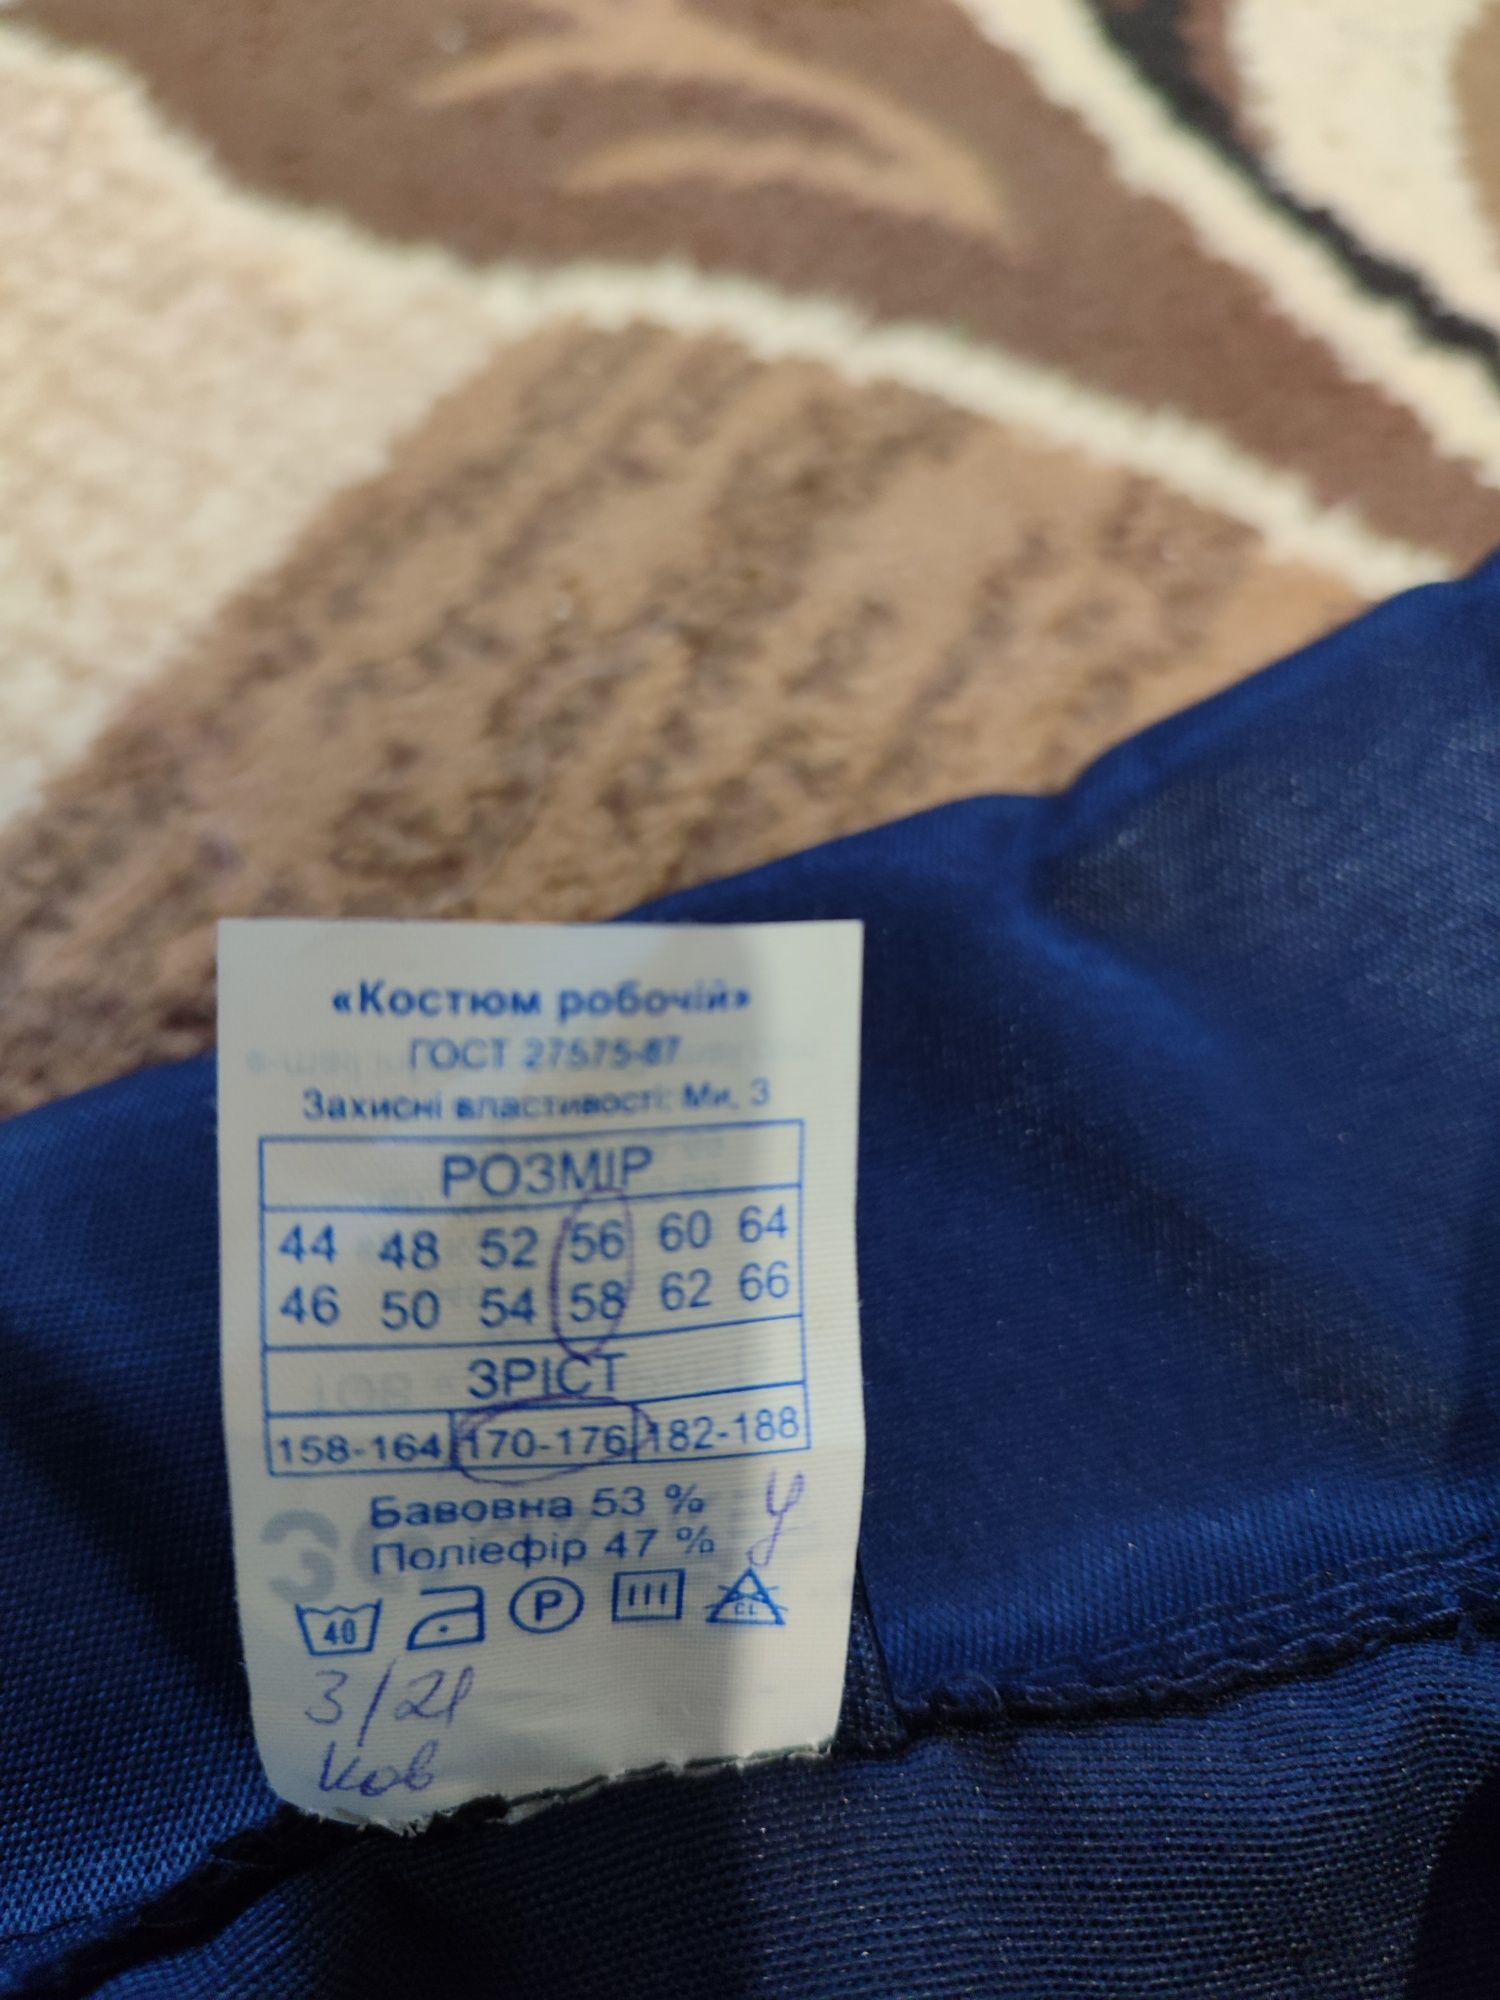 «Костюм робочій»
ГОСТ 27575-87
Захисні властивості: Ми, З
РОЗМІР
44 48 52 56 60 64
46 50 54 58 62 66
ЗРІСТ
158-164 170-176 182-188
Бавовна 53 %
Поліефір 47 %
40 P CL
3/21
Ков